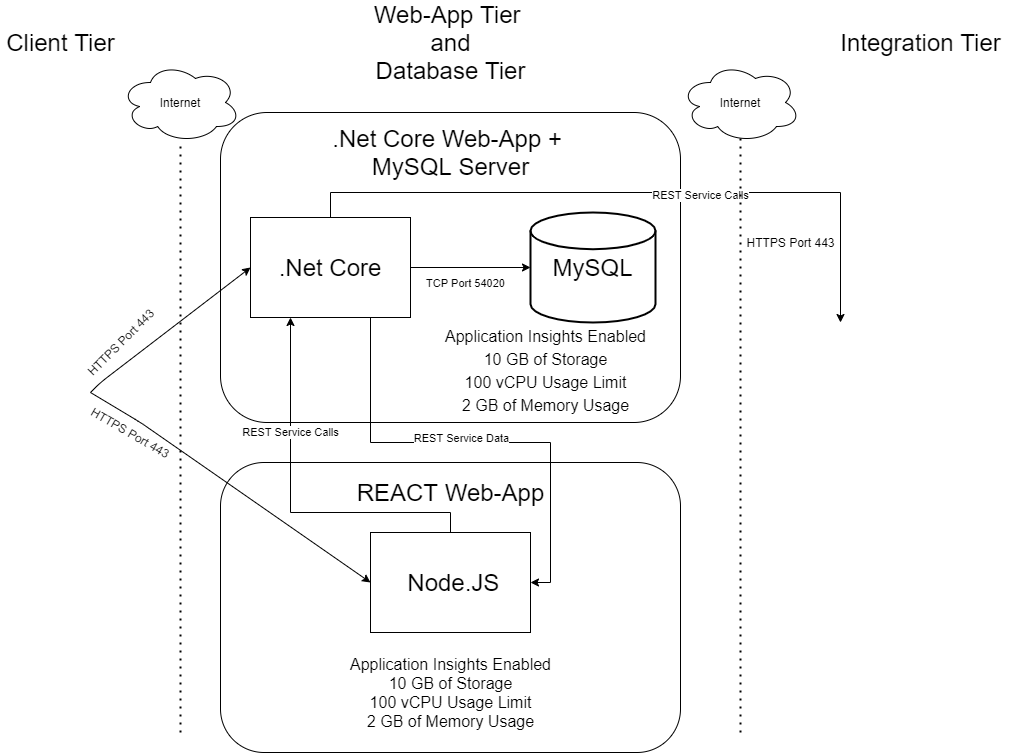 Web-App Tier
and
Database Tier
Client Tier
Integration Tier
Internet
Internet
.Net Core Web-App +
MySQL Server
REST Service Calls
HTTPS Port 443
.Net Core
MySQL
TCP Port 54020
HTTPS Port 443
Application Insights Enabled
10 GB of Storage
100 vCPU Usage Limit
2 GB of Memory Usage
HTTPS Port 443
REST Service Calls
REST Service Data
REACT Web-App
Node.JS
Application Insights Enabled
10 GB of Storage
100 vCPU Usage Limit
2 GB of Memory Usage